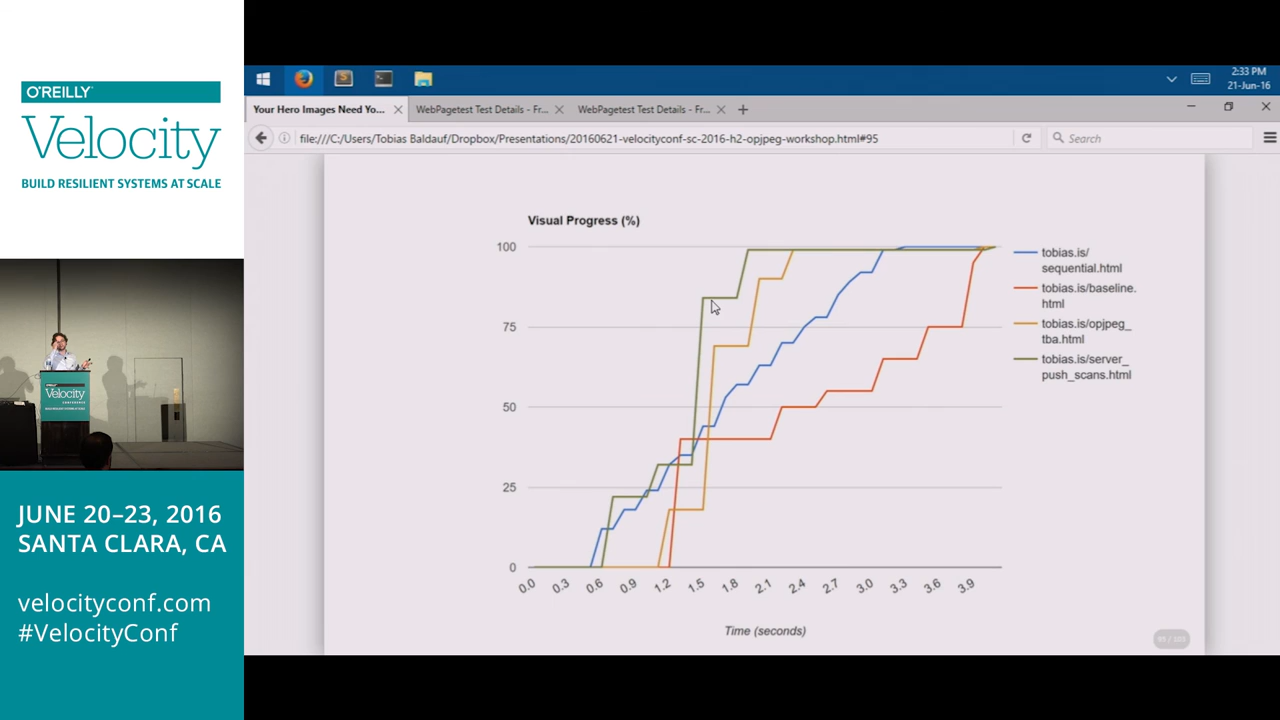 O'REILLY
Velocity
BUILD RESILIENT SYSTEMS AT SCALE
JUNE 20–23, 2016
SANTA CLARA, CA
velocityconf.com
#VelocityConf
2:33 PM
21-Jun-16
Your Hero Images Need Yo...
WebPagetest Test Details - Fr...
WebPagetest Test Details - Fr...
file:///C:/Users/Tobias Baldauf/Dropbox/Presentations/20160621-velocityconf-sc-2016-h2-opjpeg-workshop.html#95
Search
Visual Progress (%)
100
75
50
25
0
0.0 0.3 0.6 0.9 1.2 1.5 1.8 2.1 2.4 2.7 3.0 3.3 3.6 3.9
Time (seconds)
tobias.is/
sequential.html
tobias.is/baseline.
html
tobias.is/opjpeg_
tba.html
tobias.is/server_
push_scans.html
Velocity